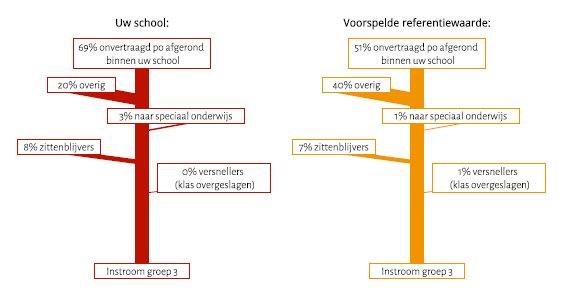 Uw school:
69% onvertraagd po afgerond
binnen uw school
20% overig
3% naar speciaal onderwijs
8% zittenblijvers
0% versnellers
(klas overgeslagen)
Instroom groep 3
Voorspelde referentiewaarde:
51% onvertraagd po afgerond
binnen uw school
40% overig
1% naar speciaal onderwijs
7% zittenblijvers
1% versnellers
(klas overgeslagen)
Instroom groep 3